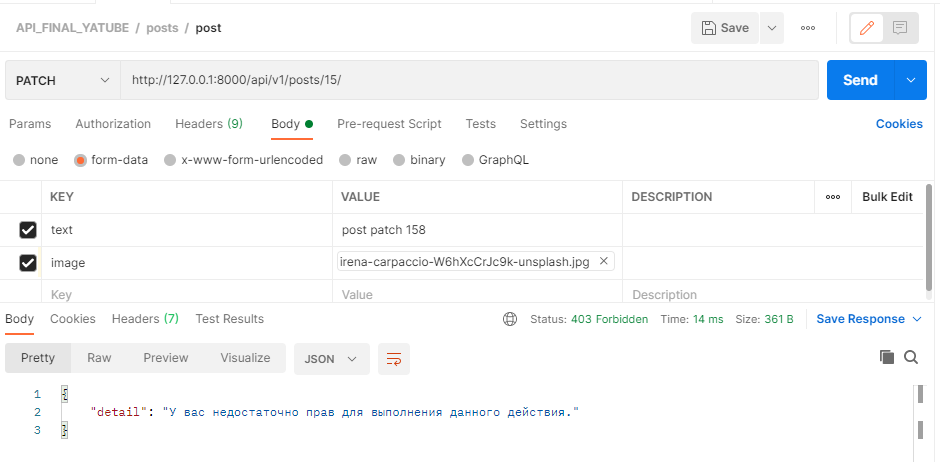 API_FINAL_YATUBE / posts / post
Save
PATCH http://127.0.0.1:8000/api/v1/posts/15/ Send
Params Authorization Headers (9) Body Pre-request Script Tests Settings Cookies
none form-data x-www-form-urlencoded raw binary GraphQL
KEY VALUE DESCRIPTION Bulk Edit
text post patch 158
image irena-carpaccio-W6hXcCrJc9k-unsplash.jpg
Key Value Description
Body Cookies Headers (7) Test Results Status: 403 Forbidden Time: 14 ms Size: 361 B Save Response
Pretty Raw Preview Visualize JSON
1 {
2 "detail": "У вас недостаточно прав для выполнения данного действия."
3 }